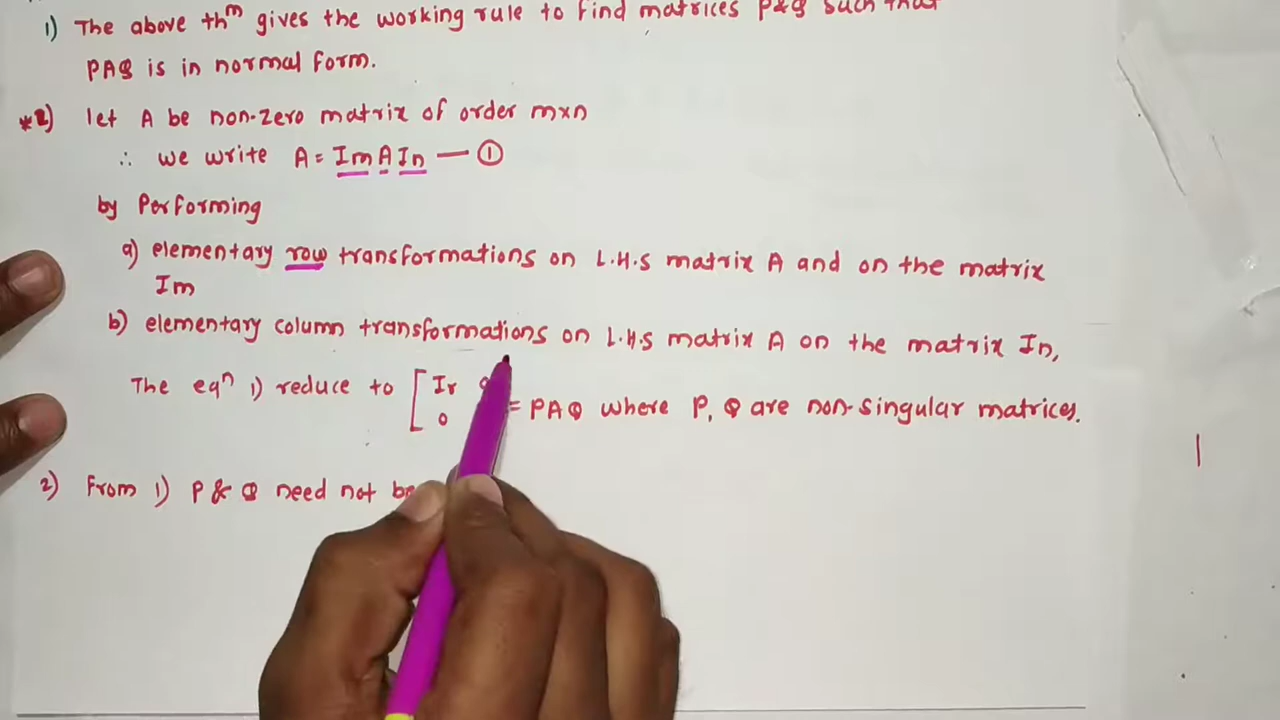 1) The above thm gives the working rule to find matrices P&Q such that
PAQ is in normal form.
*2) let A be non-zero matrix of order mxn
∴ we write A = Im A In — ①
by Performing
a) elementary row transformations on L.H.S matrix A and on the matrix
Im
b) elementary column transformations on L.H.S matrix A on the matrix In,
The eqn 1) reduce to [Ir
0 = PAQ where P, Q are non-singular matrices.
2) From 1) P & Q need not be